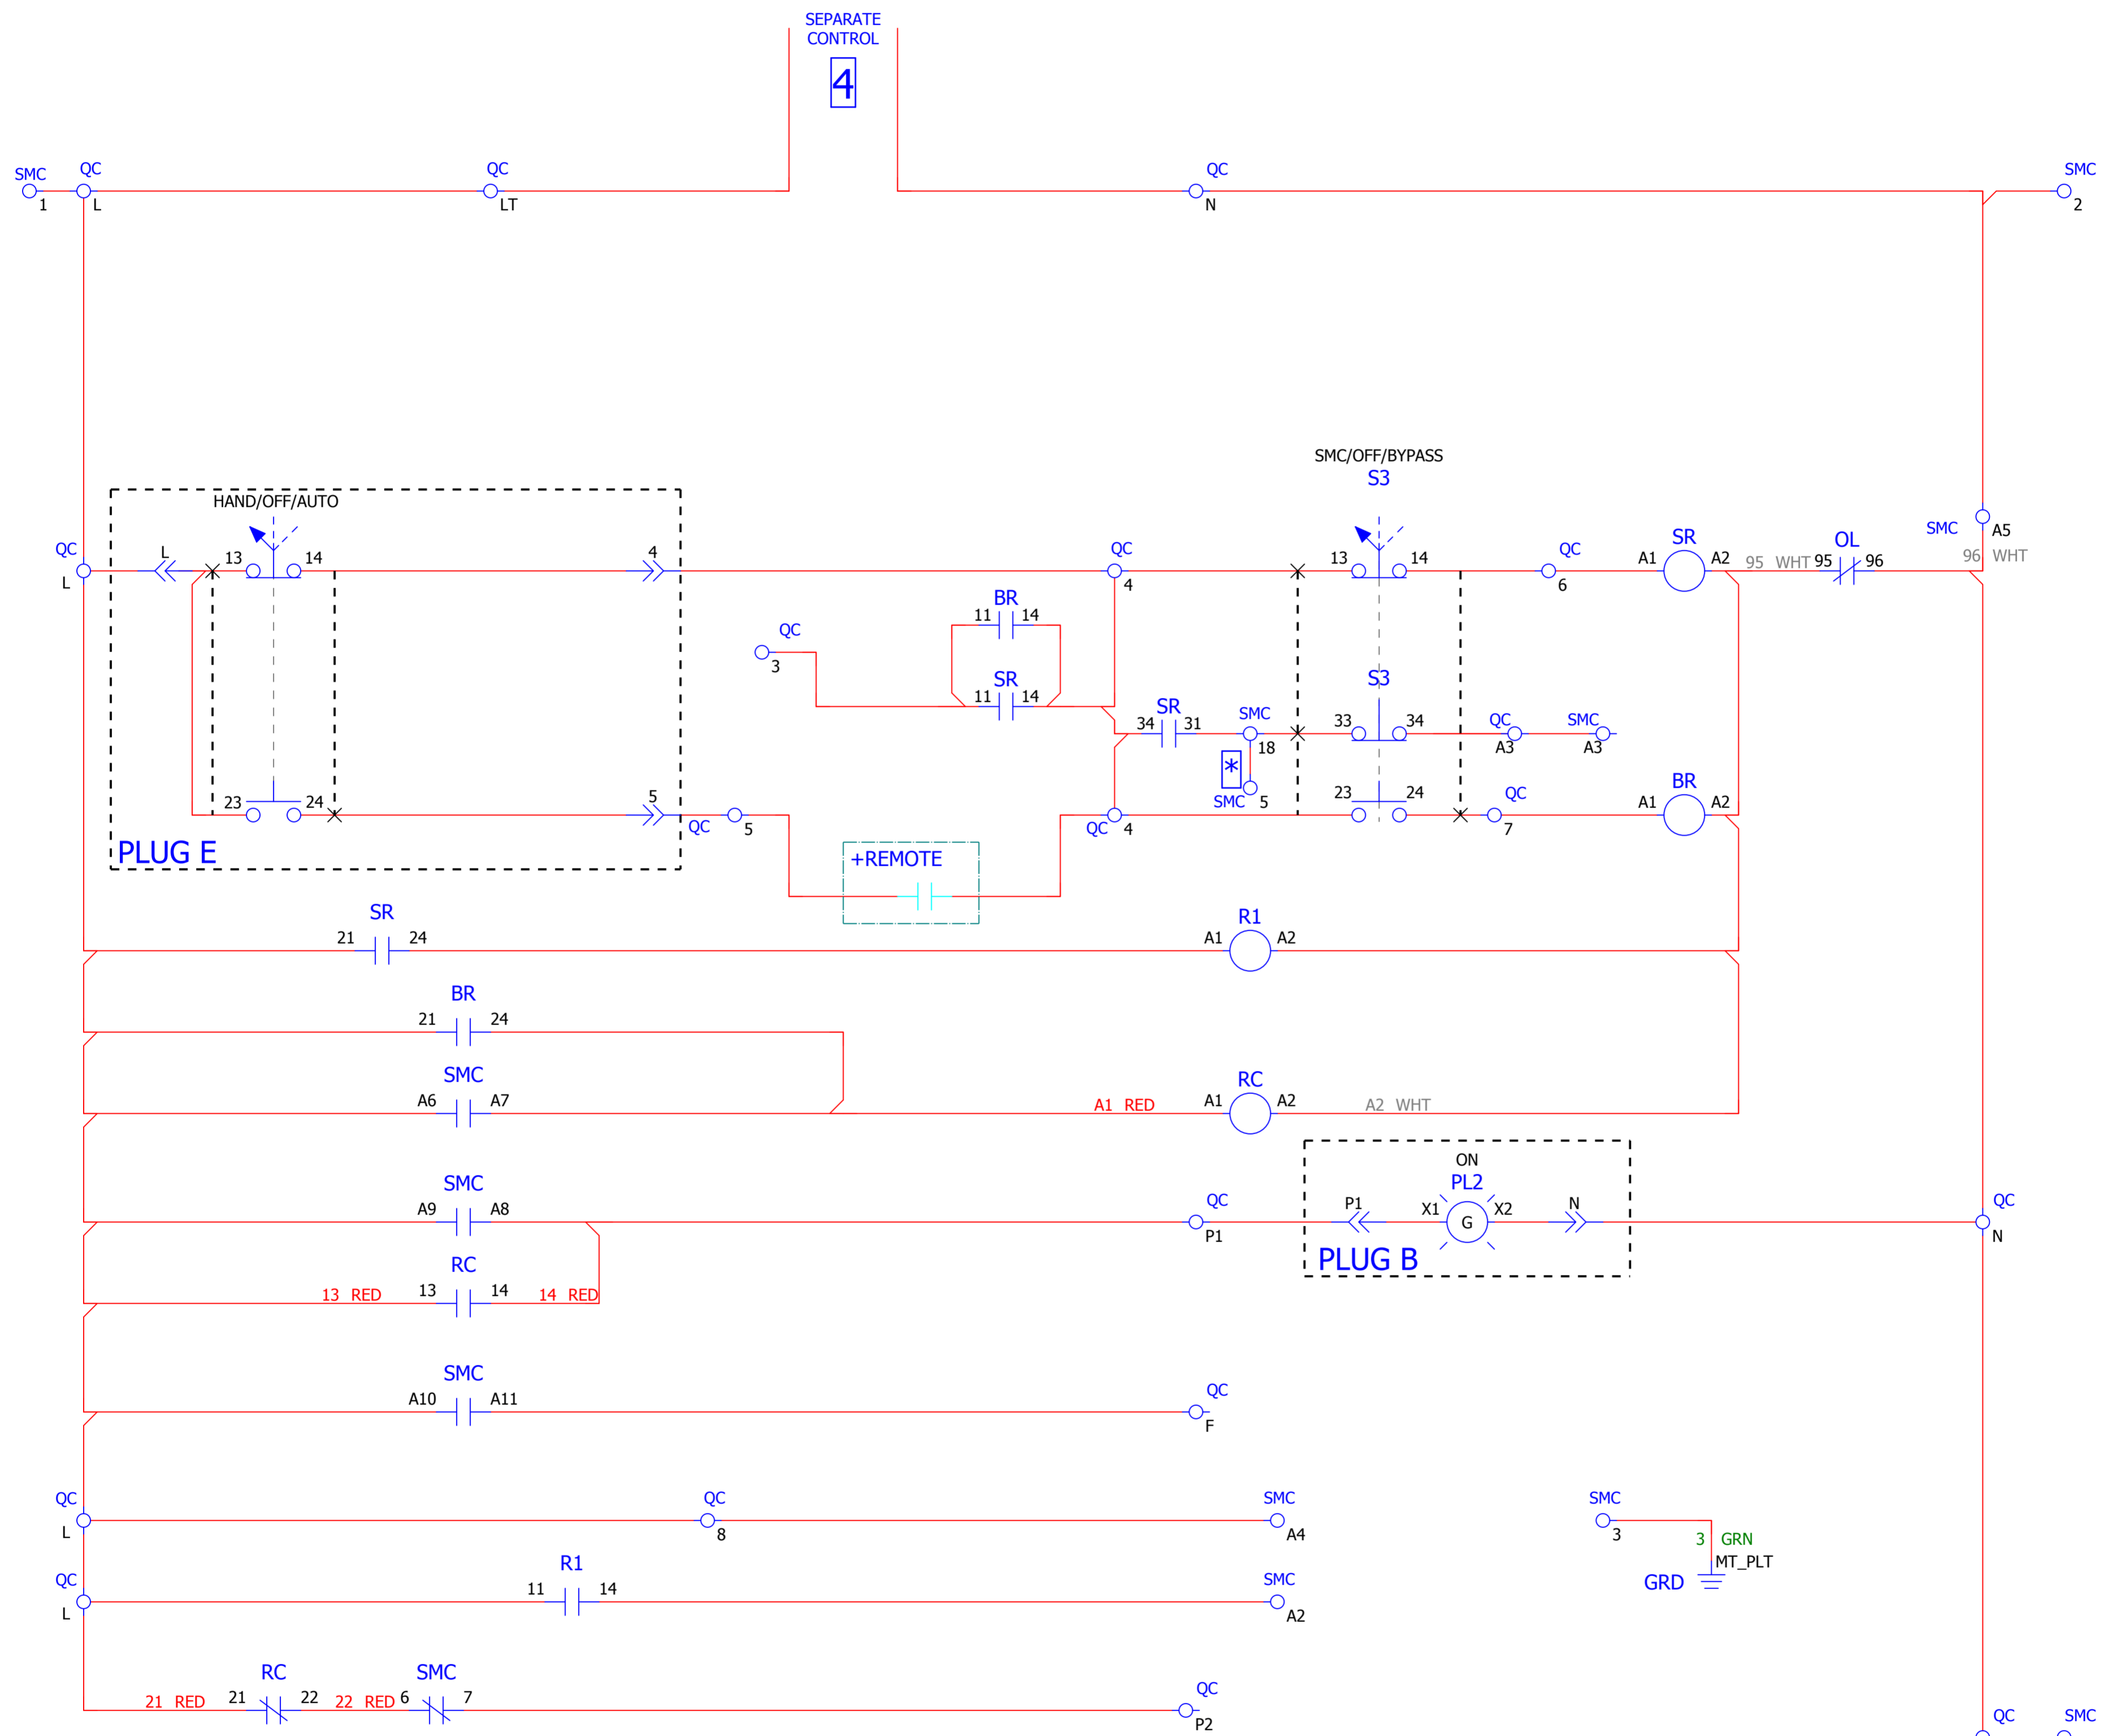 SEPARATE
CONTROL
4
SMC
1
QC
L
QC
LT
QC
N
SMC
2
SMC/OFF/BYPASS
S3
HAND/OFF/AUTO
QC
L
L
13
14
4
QC
4
13
14
QC
6
SR
A1
A2
95 WHT
95
OL
96
SMC
A5
96 WHT
BR
11
14
QC
3
SR
11
14
SR
34
31
SMC
18
S3
33
34
QC
A3
SMC
A3
*
SMC 5
23
24
5
QC
5
QC
4
23
24
QC
7
BR
A1
A2
PLUG E
+REMOTE
SR
21
24
R1
A1
A2
BR
21
24
SMC
A6
A7
A1 RED
RC
A1
A2
A2 WHT
ON
PL2
SMC
A9
A8
QC
P1
P1
X1
G
X2
N
QC
N
PLUG B
RC
13 RED
13
14
14 RED
SMC
A10
A11
QC
F
QC
L
QC
8
SMC
A4
SMC
3
3 GRN
MT_PLT
GRD
QC
L
R1
11
14
SMC
A2
RC
21 RED
21
22
22 RED
SMC
6
7
QC
P2
QC
SMC